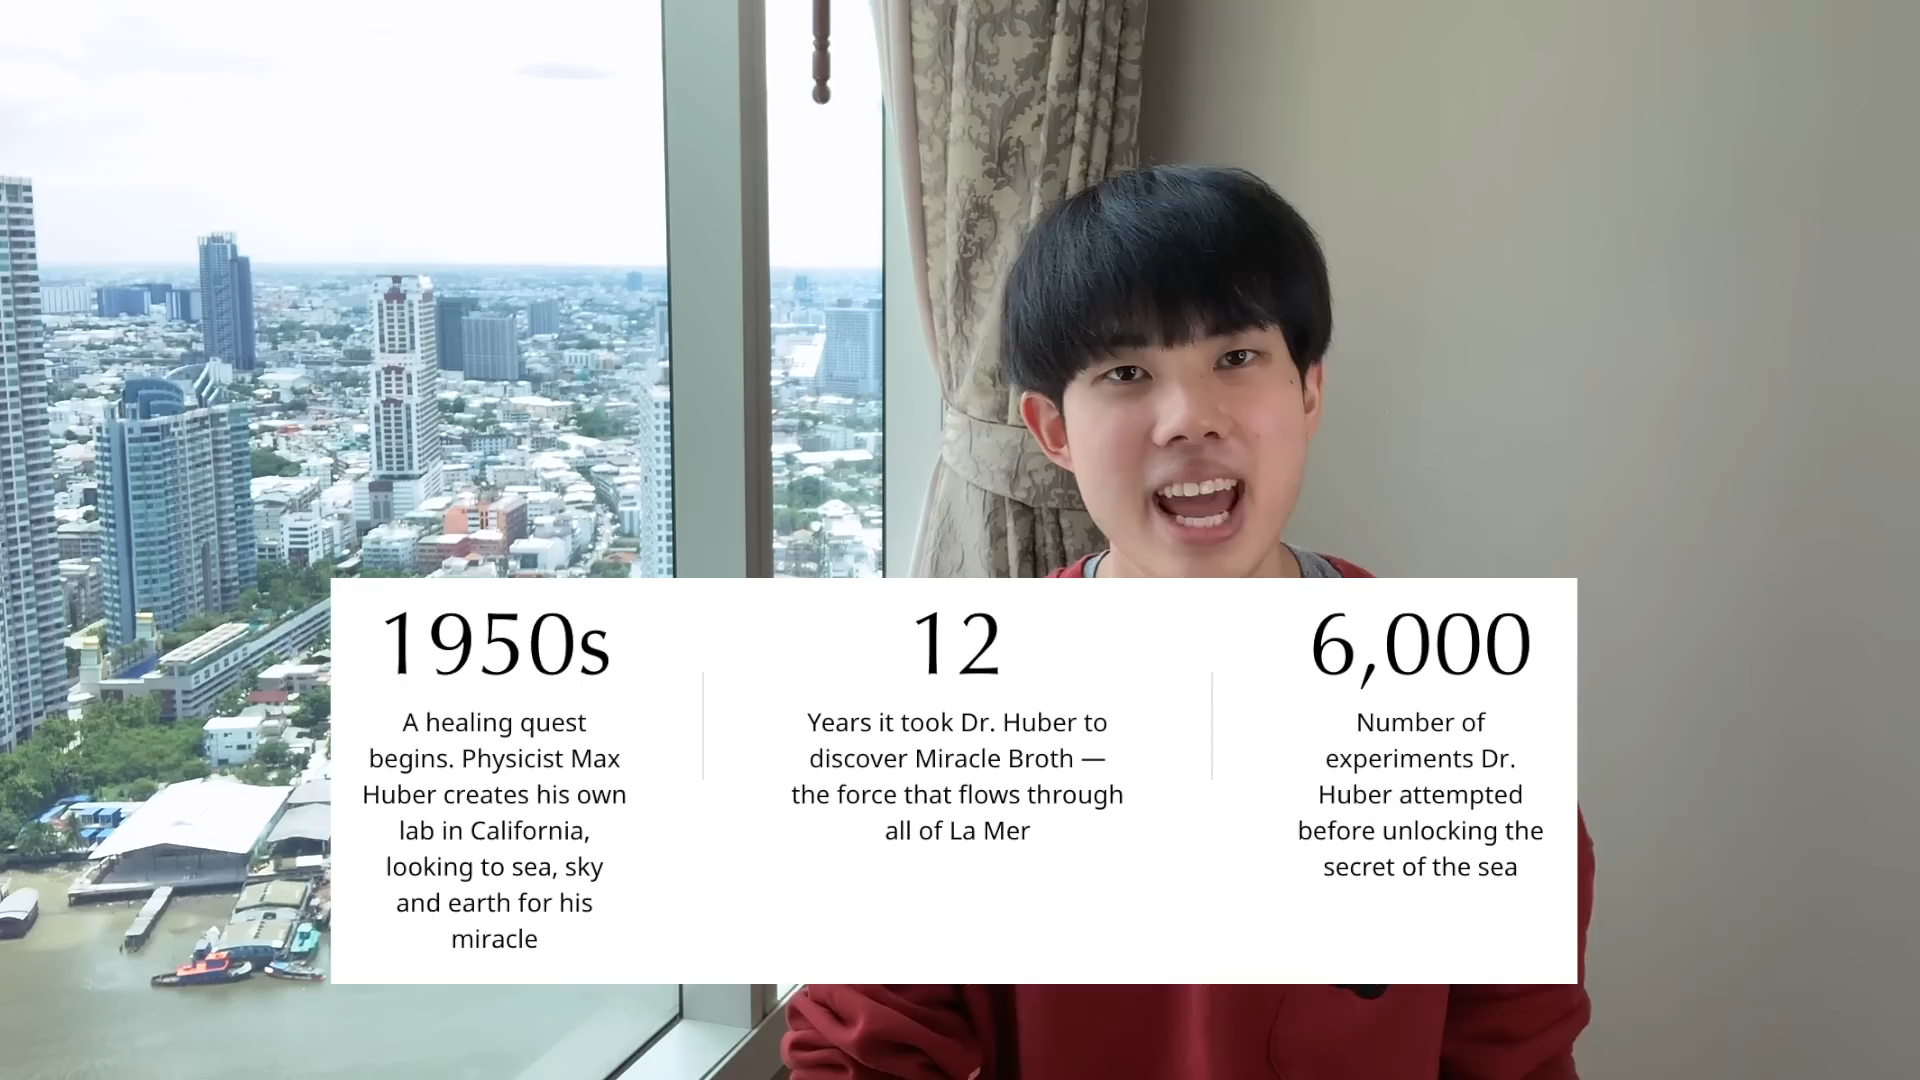 1950s
A healing quest
begins. Physicist Max
Huber creates his own
lab in California,
looking to sea, sky
and earth for his
miracle
12
Years it took Dr. Huber to
discover Miracle Broth —
the force that flows through
all of La Mer
6,000
Number of
experiments Dr.
Huber attempted
before unlocking the
secret of the sea